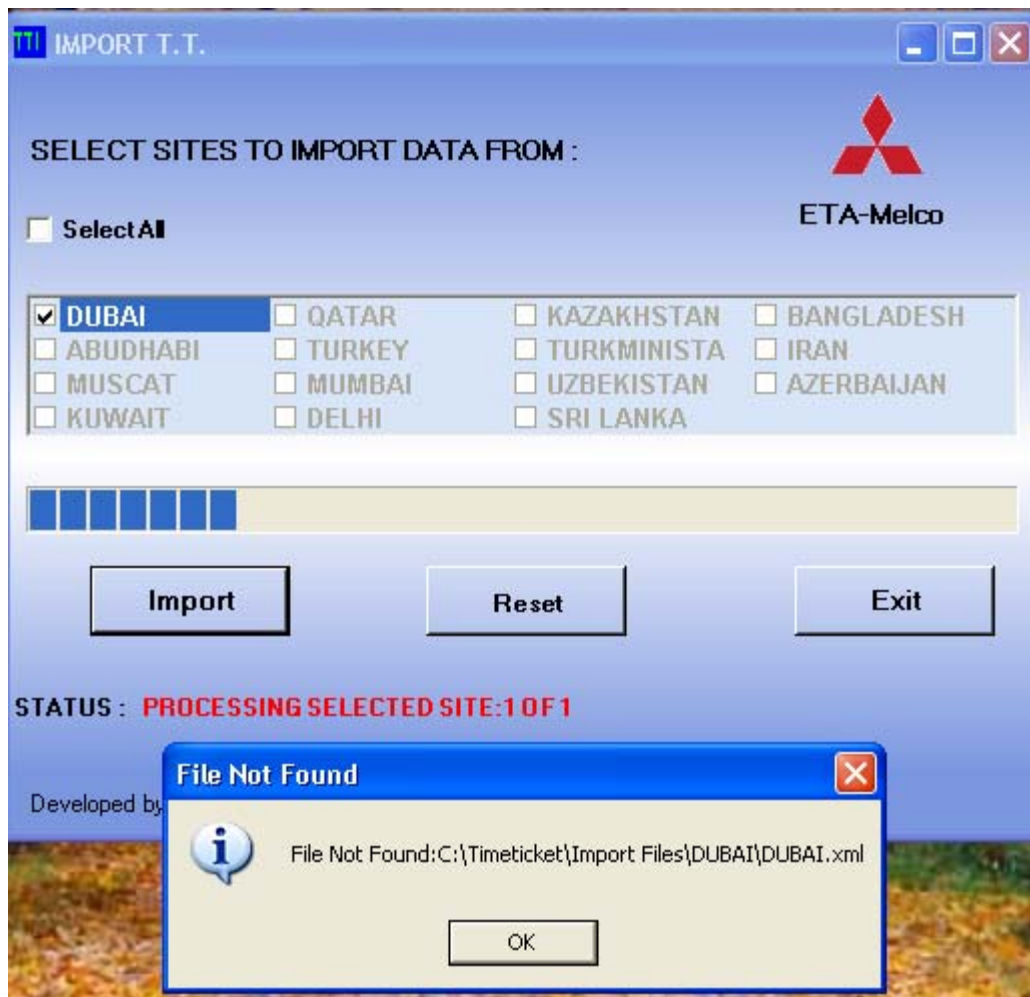 TTI IMPORT T.T.
SELECT SITES TO IMPORT DATA FROM :
ETA-Melco
Select All
DUBAI QATAR KAZAKHSTAN BANGLADESH
ABUDHABI TURKEY TURKMINISTA IRAN
MUSCAT MUMBAI UZBEKISTAN AZERBAIJAN
KUWAIT DELHI SRI LANKA
Import Reset Exit
STATUS : PROCESSING SELECTED SITE:1 OF 1
File Not Found
Developed by
File Not Found:C:\Timeticket\Import Files\DUBAI\DUBAI.xml
OK